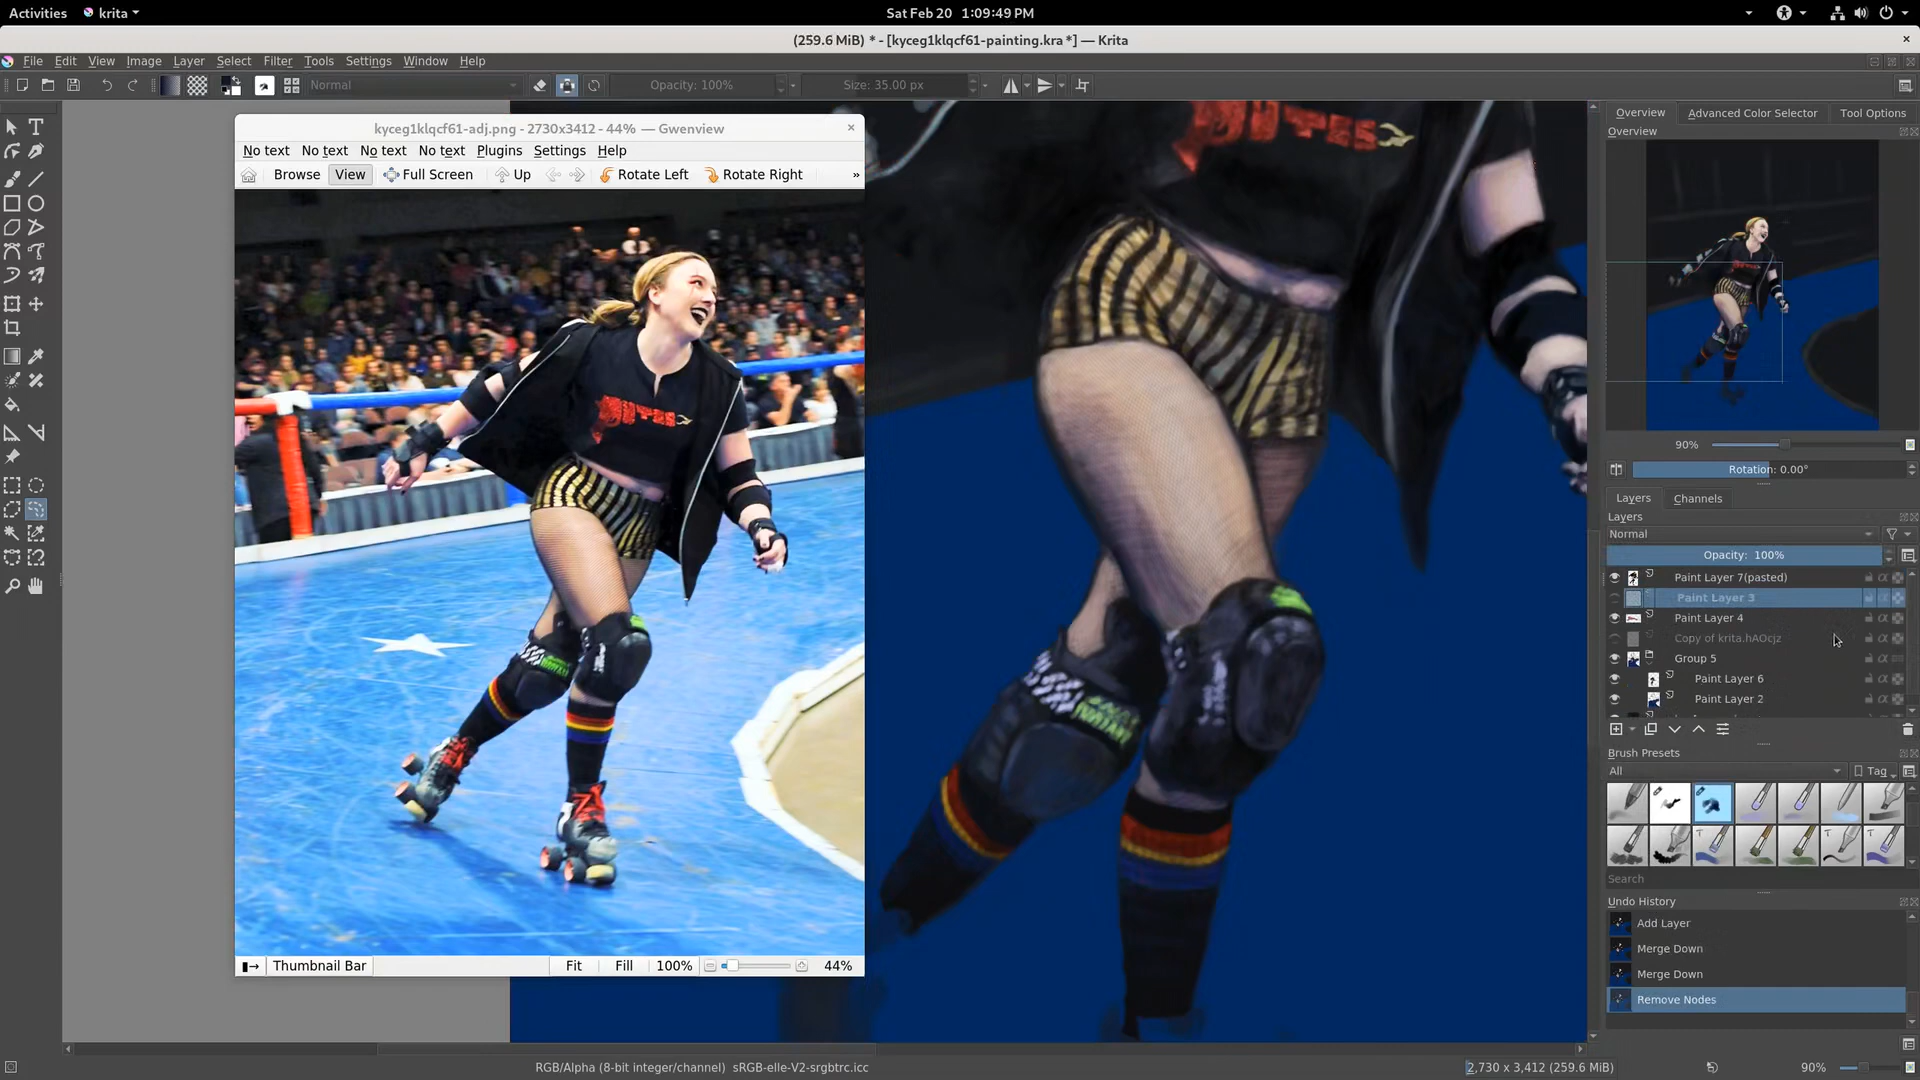 Activities krita Sat Feb 20 1:09:49 PM
(259.6 MiB) * - [kyceg1klqcf61-painting.kra *] — Krita
File Edit View Image Layer Select Filter Tools Settings Window Help
Normal Opacity: 100% Size: 35.00 px
kyceg1klqcf61-adj.png - 2730x3412 - 44% — Gwenview
No text No text No text No text Plugins Settings Help
Browse View Full Screen Up Rotate Left Rotate Right »
Thumbnail Bar Fit Fill 100% 44%
Overview Advanced Color Selector Tool Options
Overview
90%
Rotation: 0.00°
Layers Channels
Layers
Normal
Opacity: 100%
Paint Layer 7(pasted)
Paint Layer 3
Paint Layer 4
Copy of krita.hAOcjz
Group 5
Paint Layer 6
Paint Layer 2
Brush Presets
All Tag
Search
Undo History
Add Layer
Merge Down
Merge Down
Remove Nodes
RGB/Alpha (8-bit integer/channel) sRGB-elle-V2-srgbtrc.icc 2,730 x 3,412 (259.6 MiB) 90%